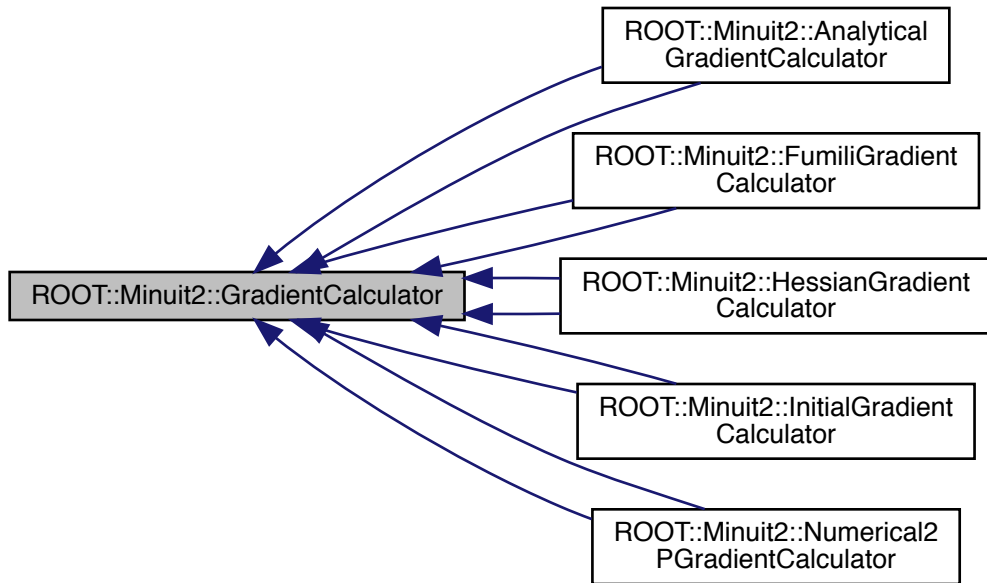 ROOT::Minuit2::Analytical
GradientCalculator
ROOT::Minuit2::FumiliGradient
Calculator
ROOT::Minuit2::GradientCalculator
ROOT::Minuit2::HessianGradient
Calculator
ROOT::Minuit2::InitialGradient
Calculator
ROOT::Minuit2::Numerical2
PGradientCalculator